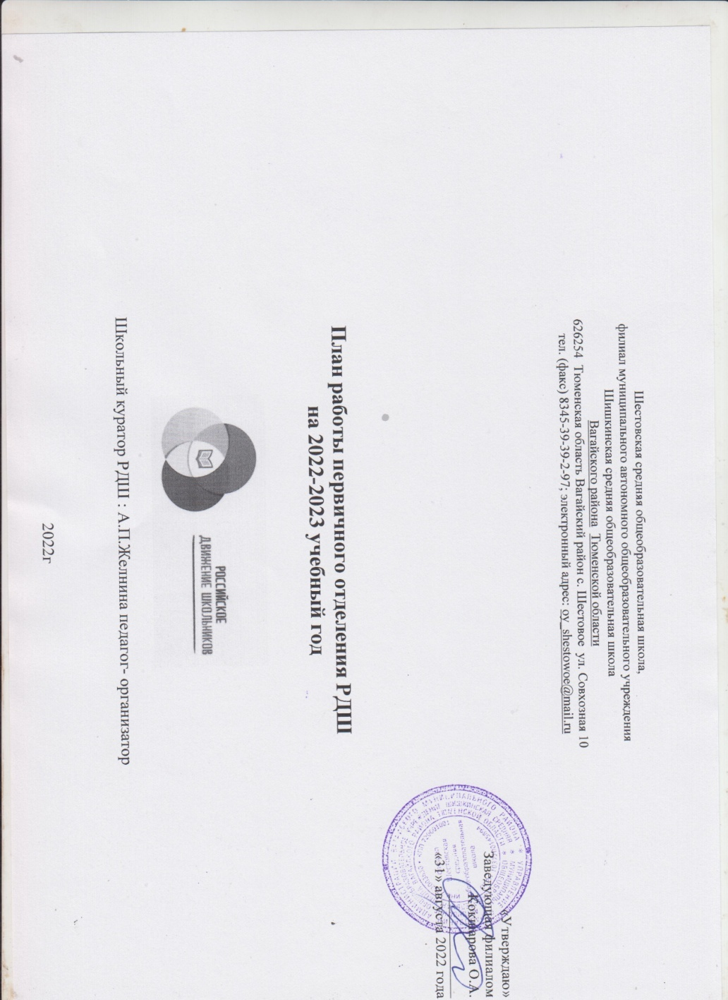 Шестовская средняя общеобразовательная школа,
филиал муниципального автономного общеобразовательного учреждения
Шишкинская средняя общеобразовательная школа
Вагайского района Тюменской области
626254 Тюменская область Вагайский район с. Шестовое ул. Совхозная 10
тел. (факс) 8345-39-39-2-97; электронный адрес: oy_shestowoe@mail.ru
«Утверждаю»
Заведующая филиалом
О.А.
«31» августа 2022 года
План работы первичного отделения РДШ
на 2022-2023 учебный год
РОССИЙСКОЕ
ДВИЖЕНИЕ ШКОЛЬНИКОВ
Школьный куратор РДШ : А.П.Желнина педагог- организатор
2022г